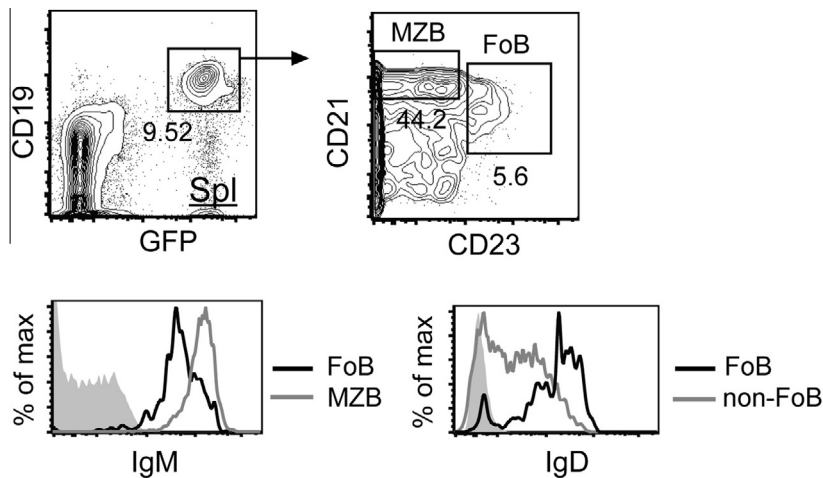 CD19
9.52
Spl
GFP
CD21
MZB
FoB
44.2
5.6
CD23
% of max
IgM
FoB
MZB
% of max
IgD
FoB
non-FoB